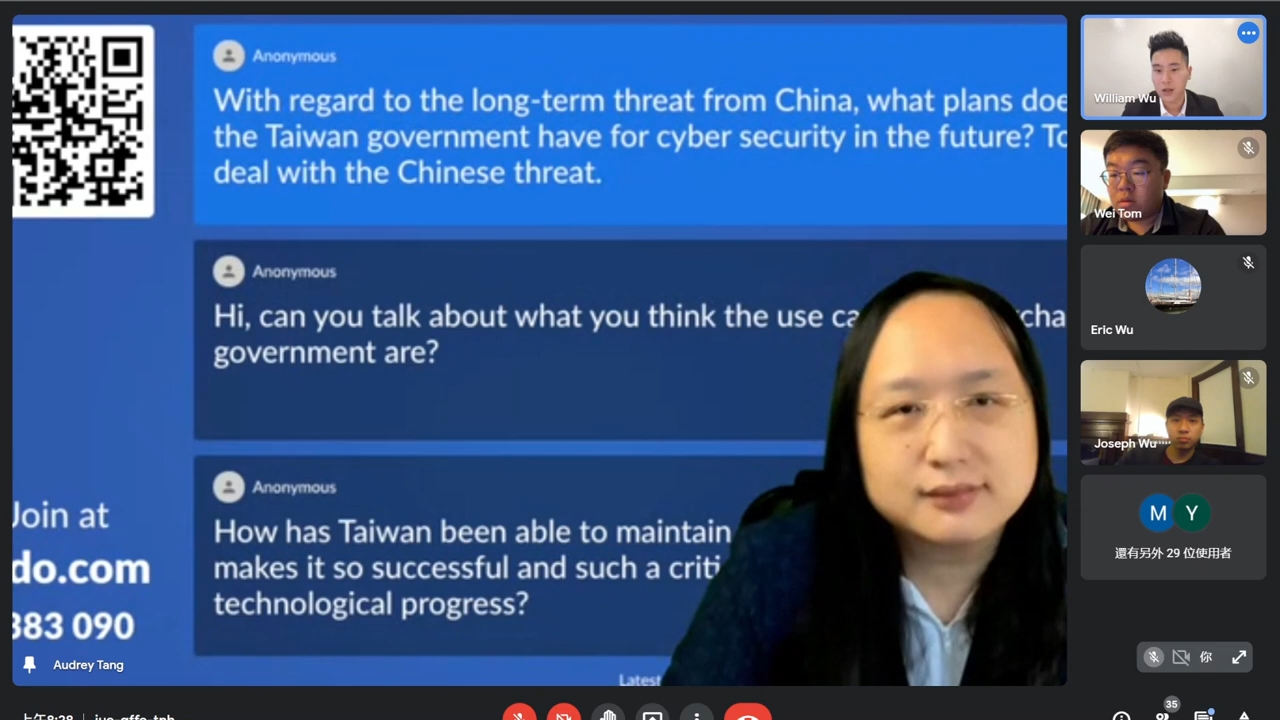 Anonymous
With regard to the long-term threat from China, what plans doe
the Taiwan government have for cyber security in the future? To
deal with the Chinese threat.
Anonymous
Hi, can you talk about what you think the use ca
government are?
Anonymous
How has Taiwan been able to maintain
makes it so successful and such a criti
technological progress?
Join at
do.com
383 090
Latest
Audrey Tang
William Wu
Wei Tom
Eric Wu
Joseph Wu
M Y
還有另外 29 位使用者
你
上午8:28
35